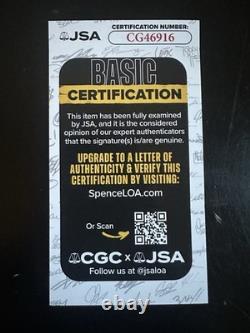 JSA
CERTIFICATION NUMBER:
CG46916
BASIC
CERTIFICATION
This item has been fully examined
by JSA, and it is the considered
opinion of our expert authenticators
that the signature(s) is/are genuine.
UPGRADE TO A LETTER OF
AUTHENTICITY & VERIFY THIS
CERTIFICATION BY VISITING:
SpenceLOA.com
Or Scan
CGC x JSA
Follow us at @jsaloa